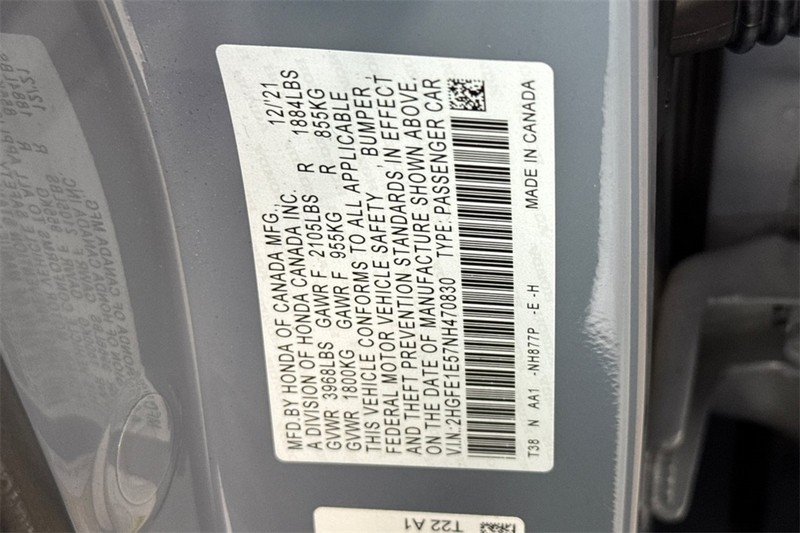 MFD.BY HONDA OF CANADA MFG., 12/'21
A DIVISION OF HONDA CANADA INC.
GVWR 3968LBS GAWR F 2105LBS R 1884LBS
GVWR 1800KG GAWR F 955KG R 855KG
THIS VEHICLE CONFORMS TO ALL APPLICABLE
FEDERAL MOTOR VEHICLE SAFETY , BUMPER ,
AND THEFT PREVENTION STANDARDS IN EFFECT
ON THE DATE OF MANUFACTURE SHOWN ABOVE.
V.I.N.:2HGFE1E57NH470830 TYPE: PASSENGER CAR
T38 N AA1 -NH877P -E -H MADE IN CANADA
T22 A1